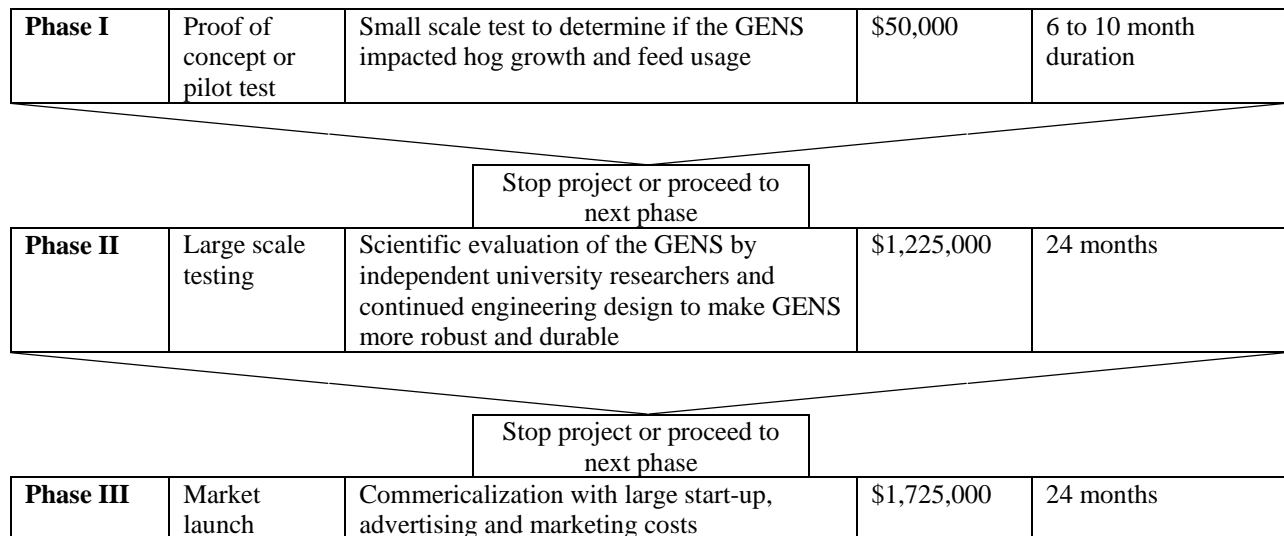 Phase I
Proof of
concept or
pilot test
Small scale test to determine if the GENS
impacted hog growth and feed usage
$50,000
6 to 10 month
duration
Stop project or proceed to
next phase
Phase II
Large scale
testing
Scientific evaluation of the GENS by
independent university researchers and
continued engineering design to make GENS
more robust and durable
$1,225,000
24 months
Stop project or proceed to
next phase
Phase III
Market
launch
Commericalization with large start-up,
advertising and marketing costs
$1,725,000
24 months